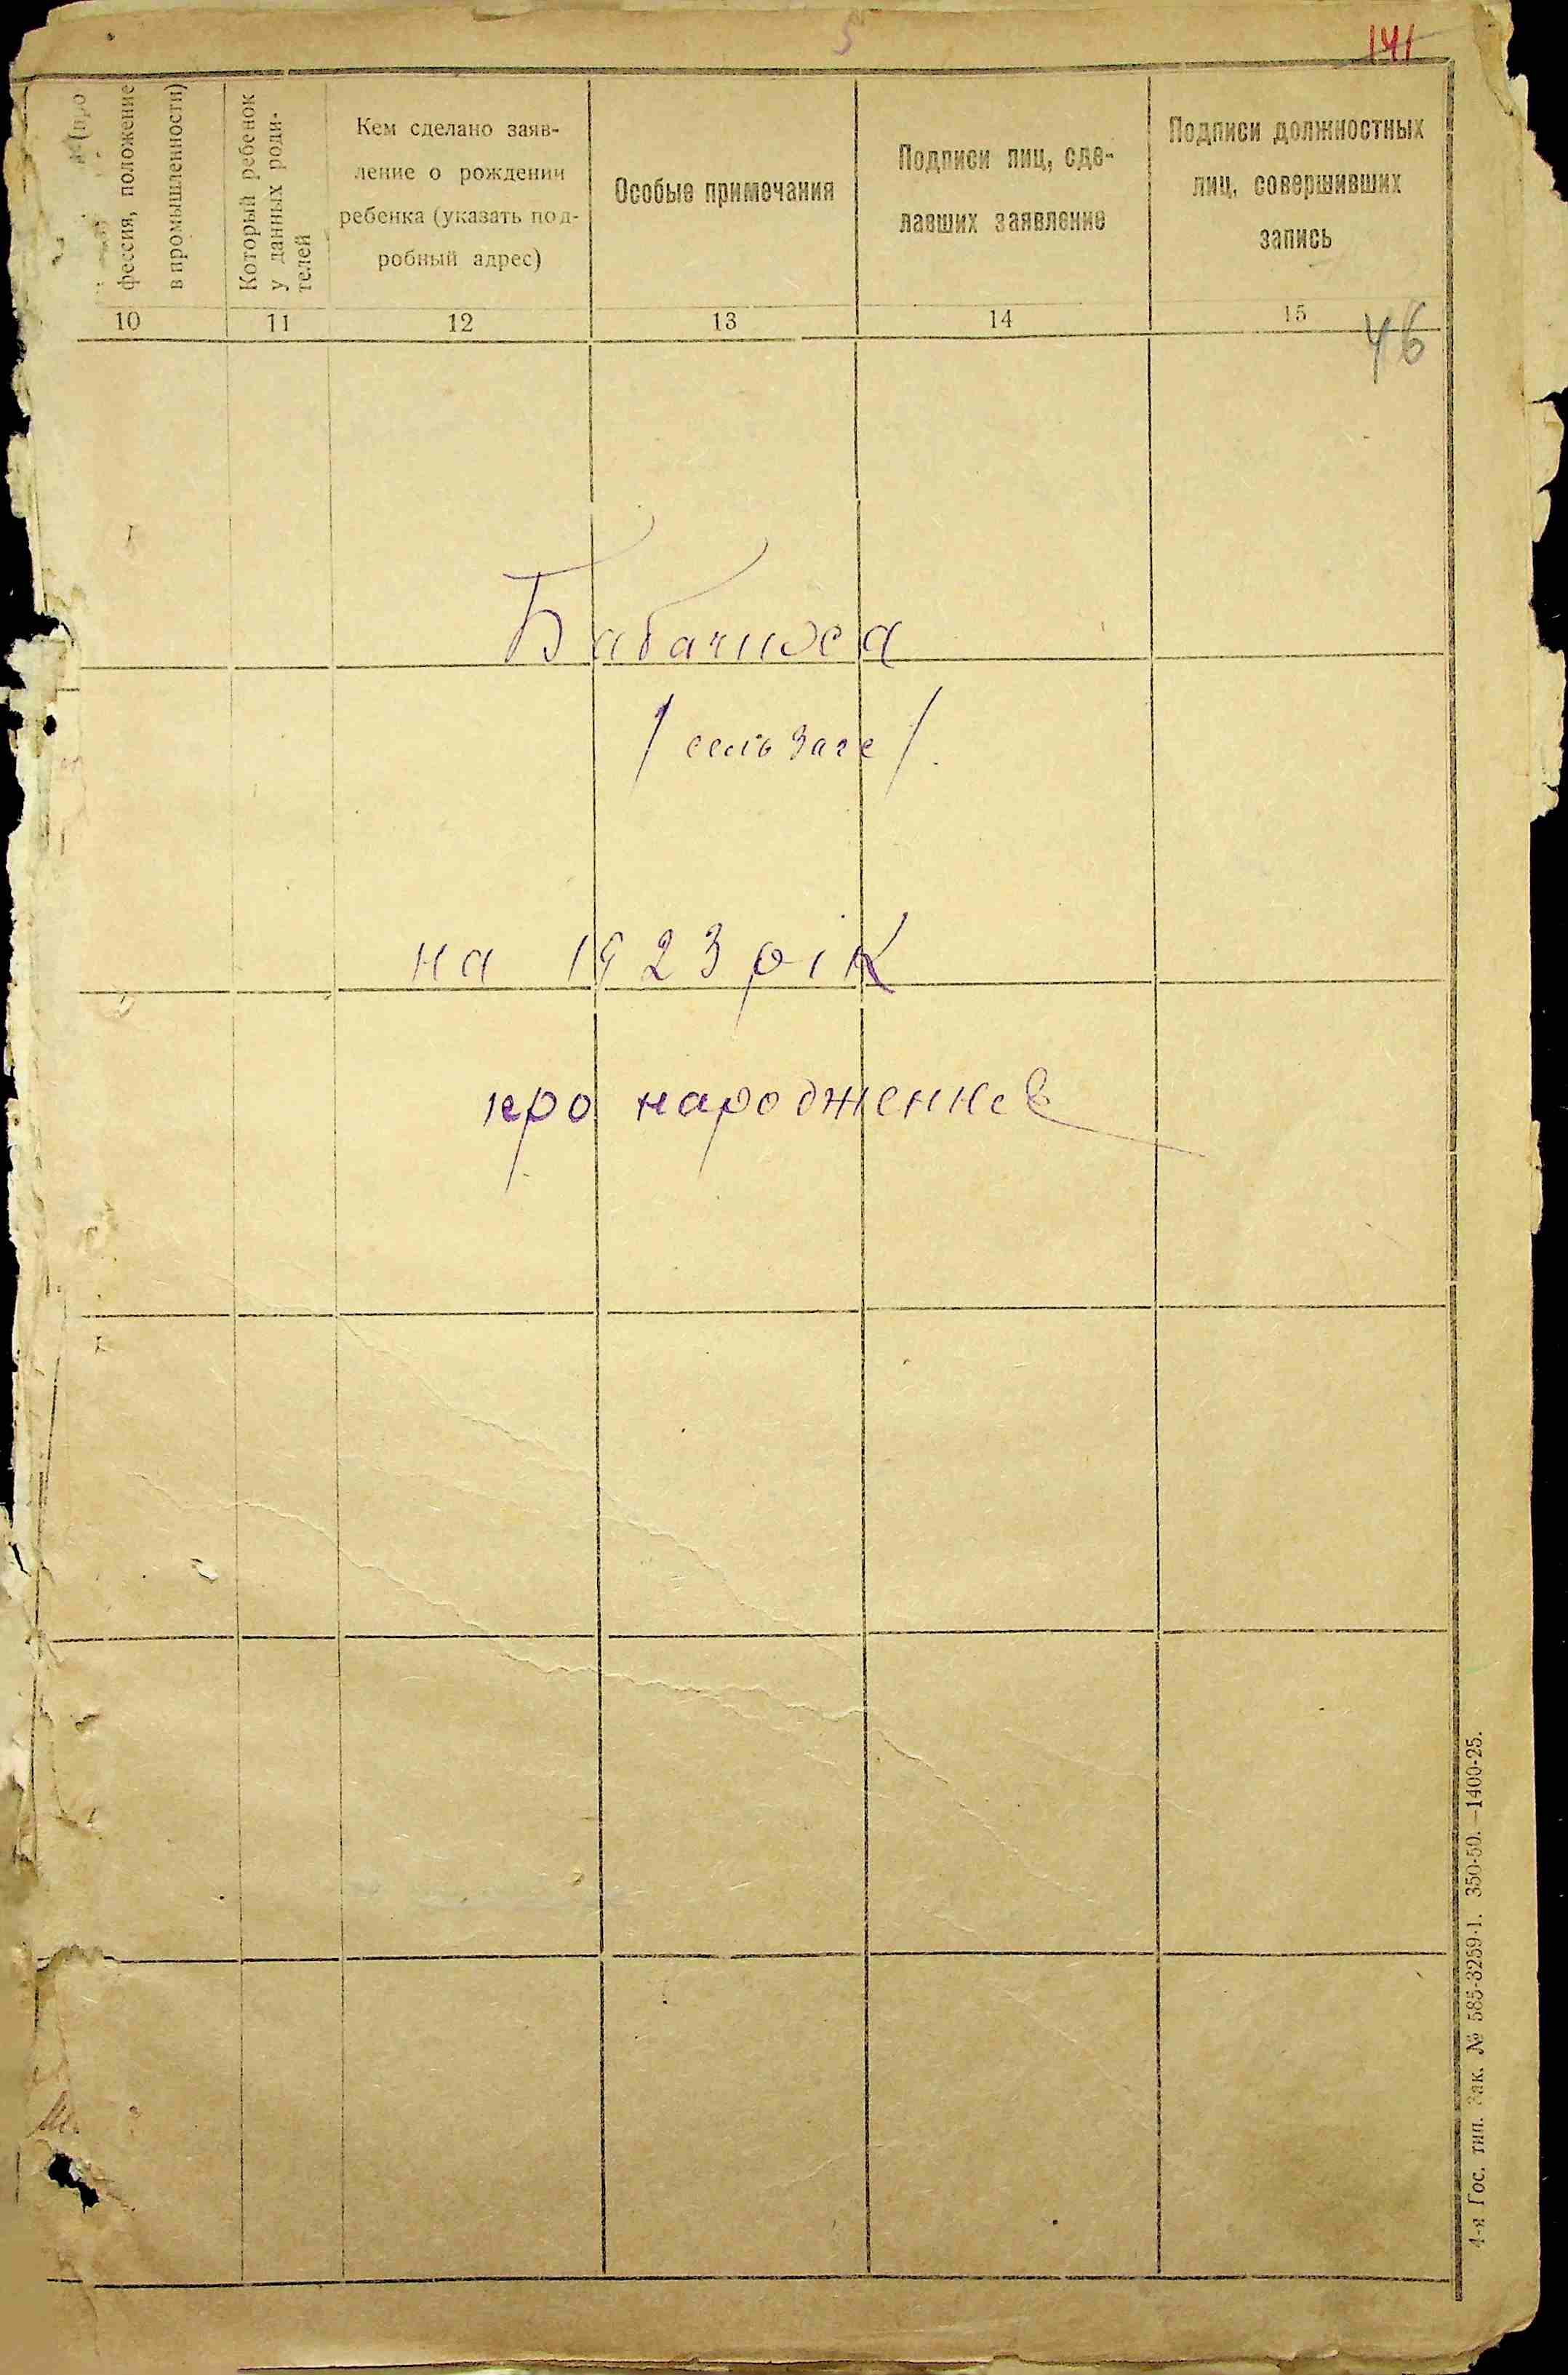 5
141
(про
фессия, положение
в промышленности)
Который ребенок
у данных роди-
телей
Кем сделано заяв-
ление о рождении
ребенка (указать под-
робный адрес)
Особые примечания
Подписи лиц, сде-
лавших заявление
Подписи должностных
лиц, совершивших
запись
10 11 12 13 14 15
46
на 1923 рік
про народження
4-я Гос. тип. Зак. № 585-3259-1. 350-50.—1400-25.